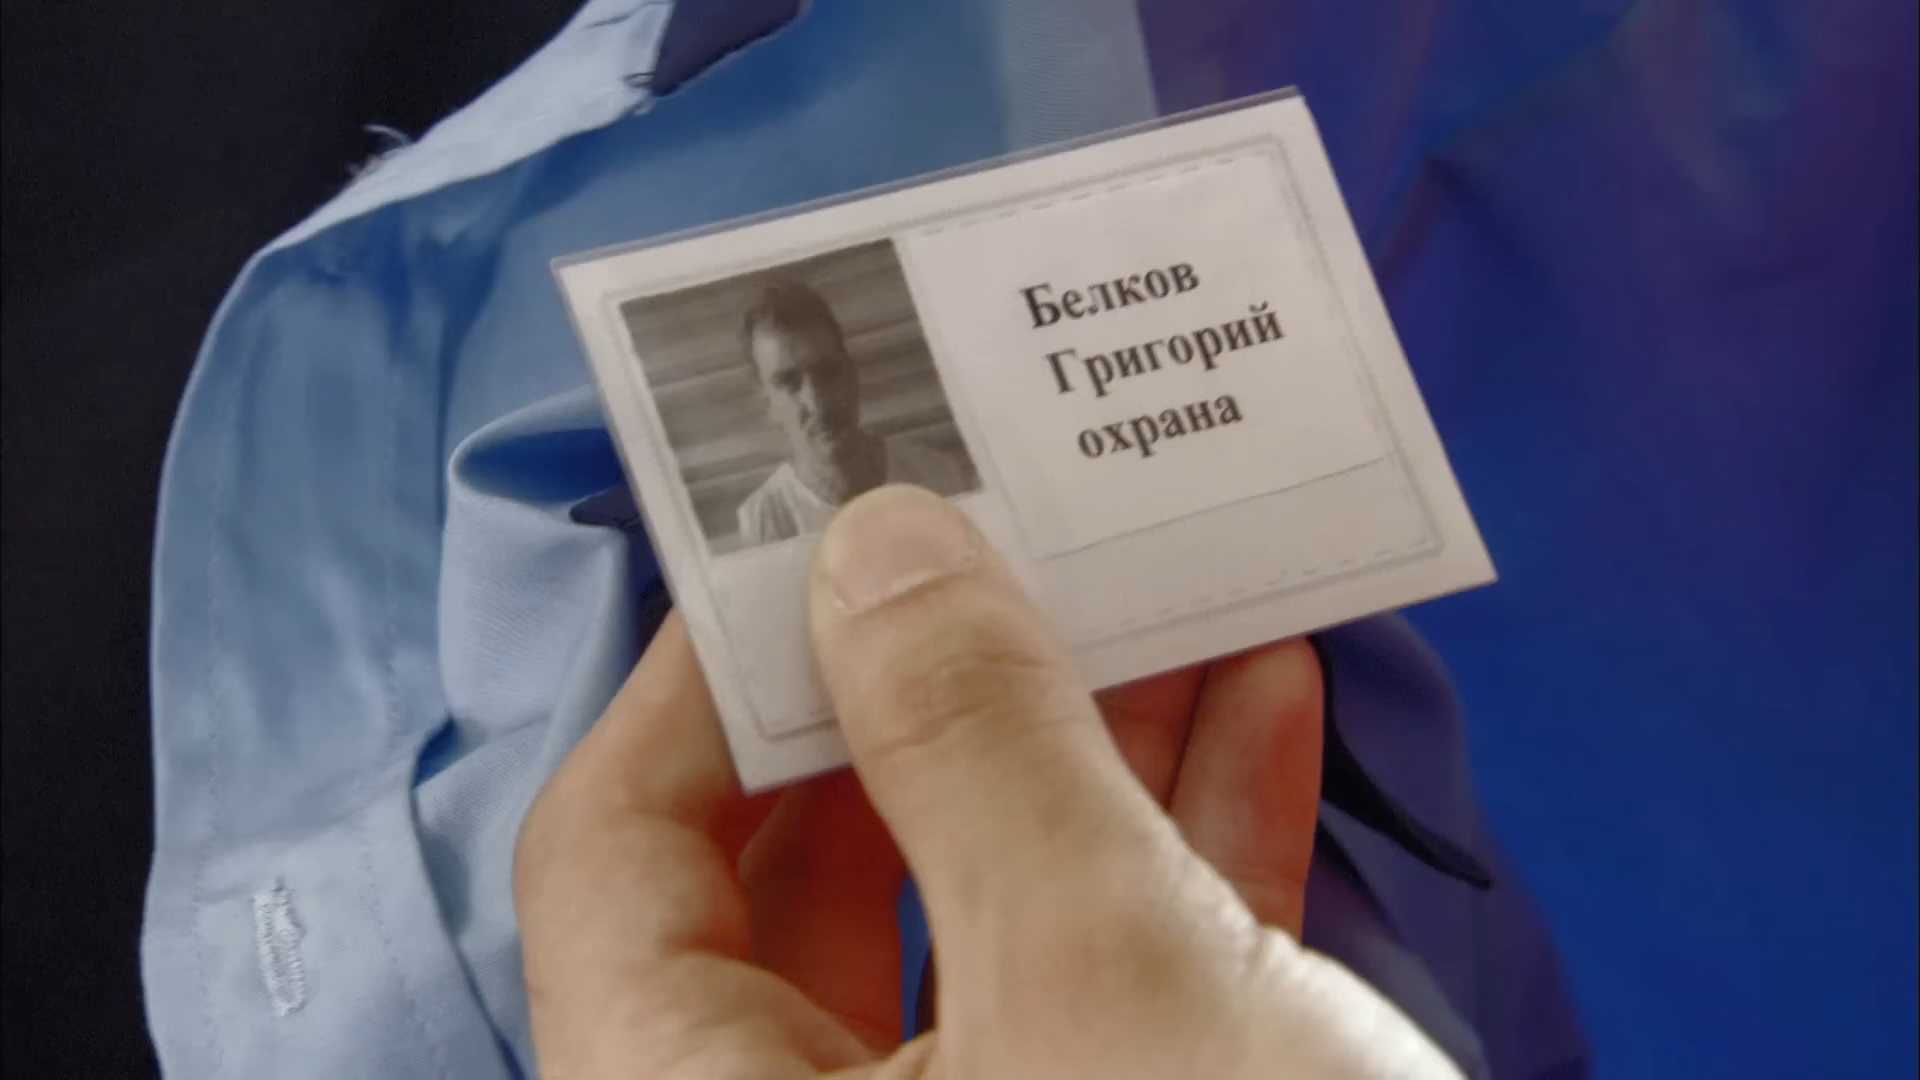 Белков
Григорий
охрана